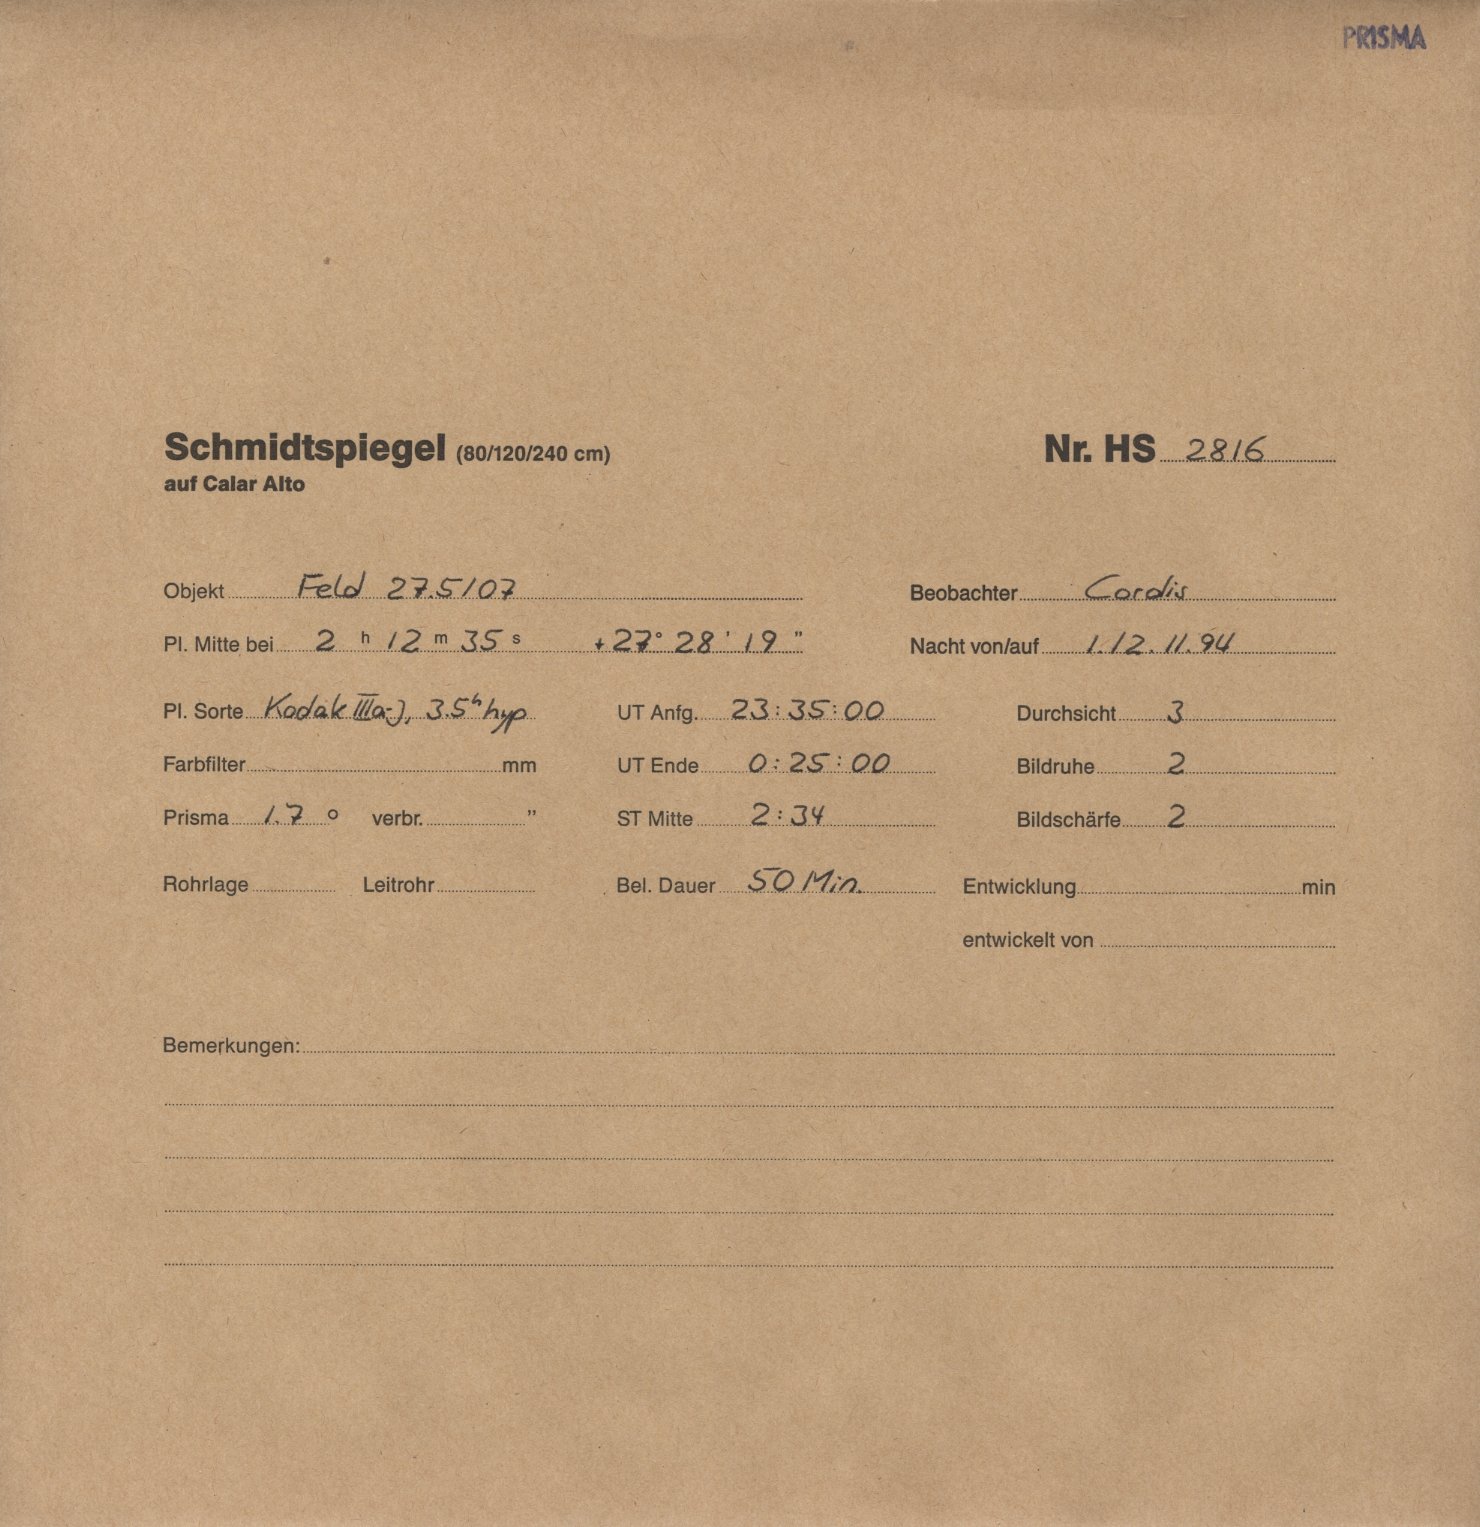 PRISMA
Schmidtspiegel (80/120/240 cm) Nr. HS 2816
auf Calar Alto
Objekt Feld 27.5/07 Beobachter Cordis
Pl. Mitte bei 2 h 12 m 35 s +27° 28' 19" Nacht von/auf 1./2. 11. 94
Pl. Sorte Kodak IIIa-J, 3.5h hyp UT Anfg. 23:35:00 Durchsicht 3
Farbfilter mm UT Ende 0:25:00 Bildruhe 2
Prisma 1.7 ° verbr. " ST Mitte 2:34 Bildschärfe 2
Rohrlage Leitrohr Bel. Dauer 50 Min. Entwicklung min
entwickelt von
Bemerkungen: